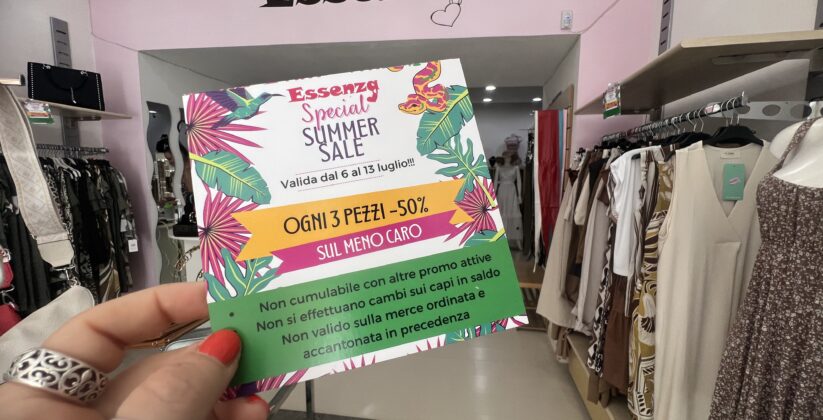 Essenza
Special
SUMMER
SALE
Valida dal 6 al 13 luglio!!!
OGNI 3 PEZZI -50%
SUL MENO CARO
Non cumulabile con altre promo attive
Non si effettuano cambi sui capi in saldo
Non valido sulla merce ordinata e
accantonata in precedenza